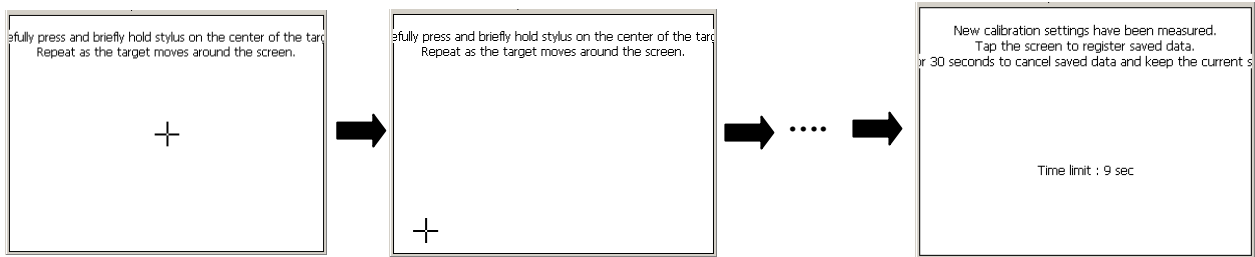 efully press and briefly hold stylus on the center of the targ
Repeat as the target moves around the screen.
efully press and briefly hold stylus on the center of the targ
Repeat as the target moves around the screen.
New calibration settings have been measured.
Tap the screen to register saved data.
or 30 seconds to cancel saved data and keep the current s
Time limit : 9 sec